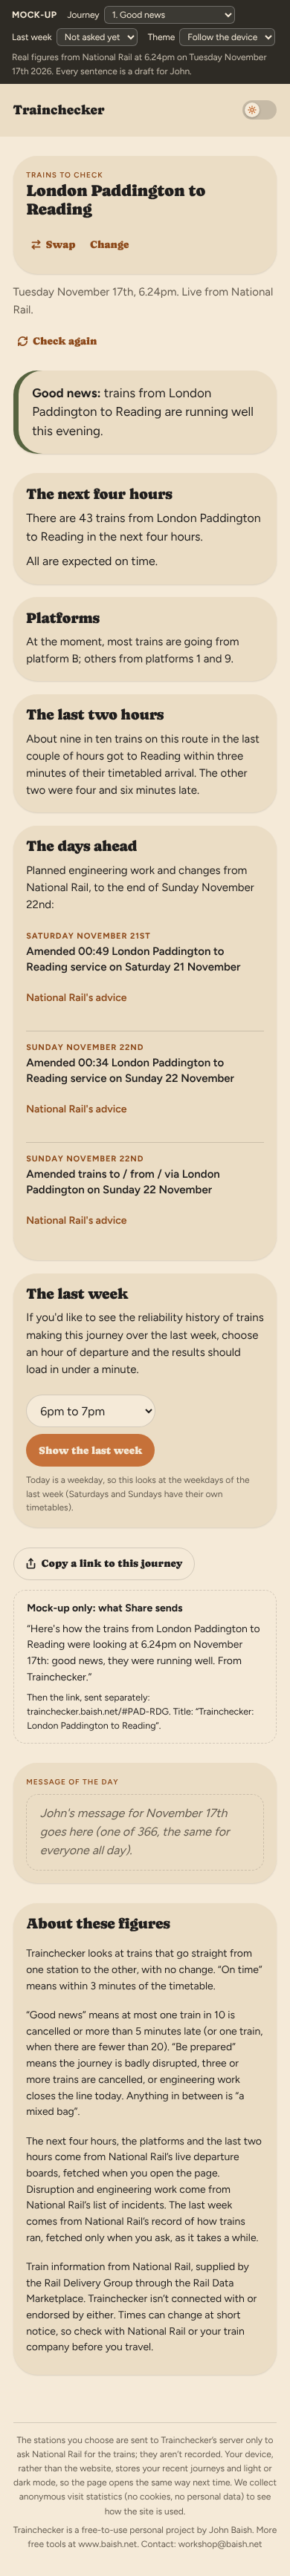 MOCK-UP Journey 1. Good news
Last week Not asked yet Theme Follow the device
Real figures from National Rail at 6.24pm on Tuesday November
17th 2026. Every sentence is a draft for John.
Trainchecker
TRAINS TO CHECK
London Paddington to
Reading
Swap Change
Tuesday November 17th, 6.24pm. Live from National
Rail.
Check again
Good news: trains from London
Paddington to Reading are running well
this evening.
The next four hours
There are 43 trains from London Paddington
to Reading in the next four hours.
All are expected on time.
Platforms
At the moment, most trains are going from
platform B; others from platforms 1 and 9.
The last two hours
About nine in ten trains on this route in the last
couple of hours got to Reading within three
minutes of their timetabled arrival. The other
two were four and six minutes late.
The days ahead
Planned engineering work and changes from
National Rail, to the end of Sunday November
22nd:
SATURDAY NOVEMBER 21ST
Amended 00:49 London Paddington to
Reading service on Saturday 21 November
National Rail's advice
SUNDAY NOVEMBER 22ND
Amended 00:34 London Paddington to
Reading service on Sunday 22 November
National Rail's advice
SUNDAY NOVEMBER 22ND
Amended trains to / from / via London
Paddington on Sunday 22 November
National Rail's advice
The last week
If you'd like to see the reliability history of trains
making this journey over the last week, choose
an hour of departure and the results should
load in under a minute.
6pm to 7pm
Show the last week
Today is a weekday, so this looks at the weekdays of the
last week (Saturdays and Sundays have their own
timetables).
Copy a link to this journey
Mock-up only: what Share sends
“Here's how the trains from London Paddington to
Reading were looking at 6.24pm on November
17th: good news, they were running well. From
Trainchecker.”
Then the link, sent separately:
trainchecker.baish.net/#PAD-RDG. Title: “Trainchecker:
London Paddington to Reading”.
MESSAGE OF THE DAY
John's message for November 17th
goes here (one of 366, the same for
everyone all day).
About these figures
Trainchecker looks at trains that go straight from
one station to the other, with no change. “On time”
means within 3 minutes of the timetable.
“Good news” means at most one train in 10 is
cancelled or more than 5 minutes late (or one train,
when there are fewer than 20). “Be prepared”
means the journey is badly disrupted, three or
more trains are cancelled, or engineering work
closes the line today. Anything in between is “a
mixed bag”.
The next four hours, the platforms and the last two
hours come from National Rail's live departure
boards, fetched when you open the page.
Disruption and engineering work come from
National Rail's list of incidents. The last week
comes from National Rail's record of how trains
ran, fetched only when you ask, as it takes a while.
Train information from National Rail, supplied by
the Rail Delivery Group through the Rail Data
Marketplace. Trainchecker isn't connected with or
endorsed by either. Times can change at short
notice, so check with National Rail or your train
company before you travel.
The stations you choose are sent to Trainchecker's server only to
ask National Rail for the trains; they aren't recorded. Your device,
rather than the website, stores your recent journeys and light or
dark mode, so the page opens the same way next time. We collect
anonymous visit statistics (no cookies, no personal data) to see
how the site is used.
Trainchecker is a free-to-use personal project by John Baish. More
free tools at www.baish.net. Contact: workshop@baish.net